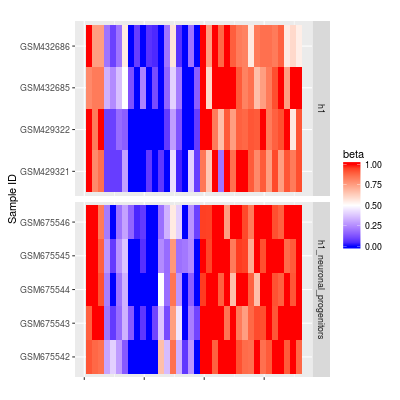 Sample ID
GSM432686
GSM432685
GSM429322
GSM429321
h1
GSM675546
GSM675545
GSM675544
GSM675543
GSM675542
h1_neuronal_progenitors
beta
1.00
0.75
0.50
0.25
0.00